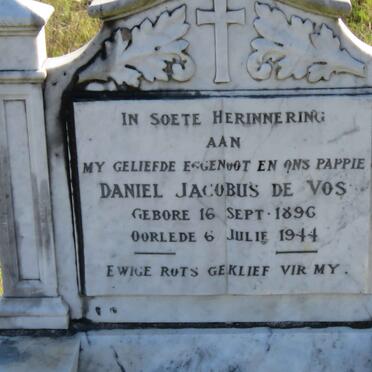 IN SOETE HERINNERING
AAN
MY GELIEFDE EGGENOOT EN ONS PAPPIE
DANIEL JACOBUS DE VOS
GEBORE 16 SEPT. 1896
OORLEDE 6 JULIE 1944
EWIGE ROTS GEKLIEF VIR MY.